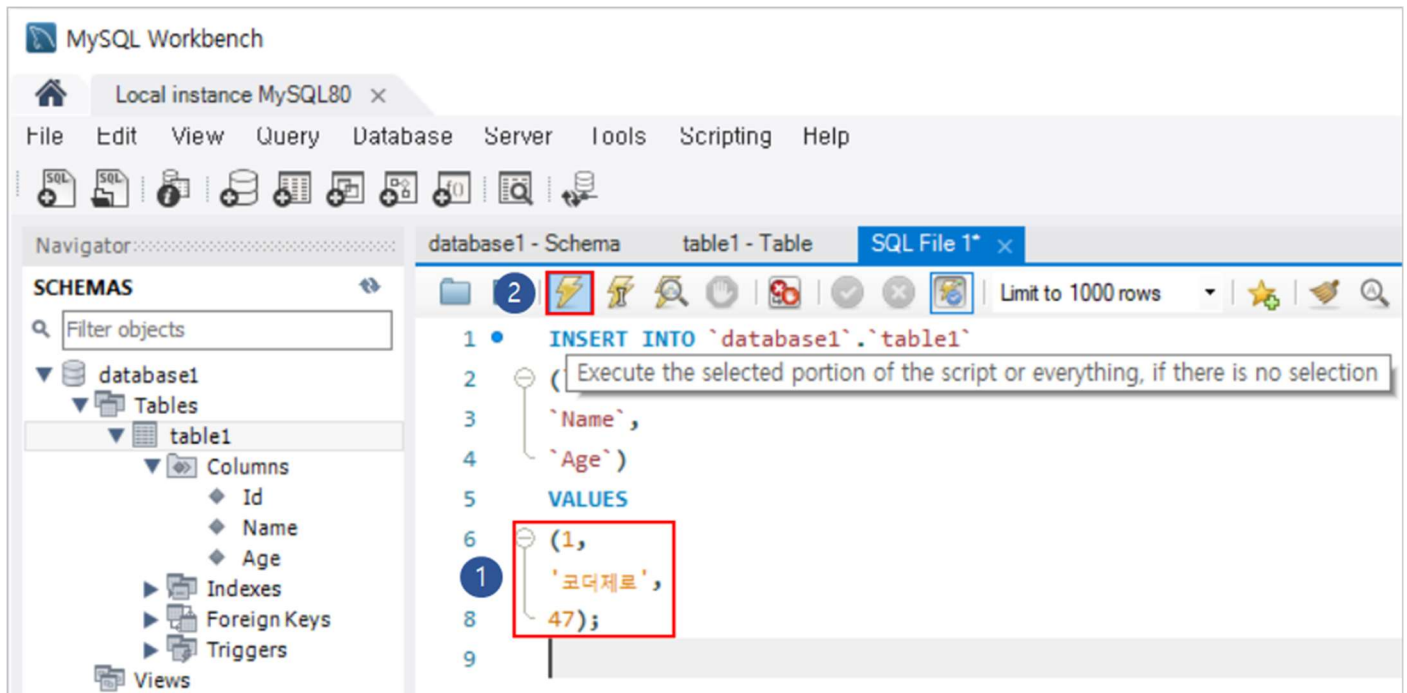 MySQL Workbench
Local instance MySQL80
File Edit View Query Database Server Tools Scripting Help
SQL SQL
Navigator
database1 - Schema table1 - Table SQL File 1*
SCHEMAS
2
Limit to 1000 rows
Filter objects
1 INSERT INTO `database1`.`table1`
2 (
Execute the selected portion of the script or everything, if there is no selection
3 `Name`,
4 `Age`)
5 VALUES
6 (1,
1 '코더제로',
8 47);
9
database1
Tables
table1
Columns
Id
Name
Age
Indexes
Foreign Keys
Triggers
Views